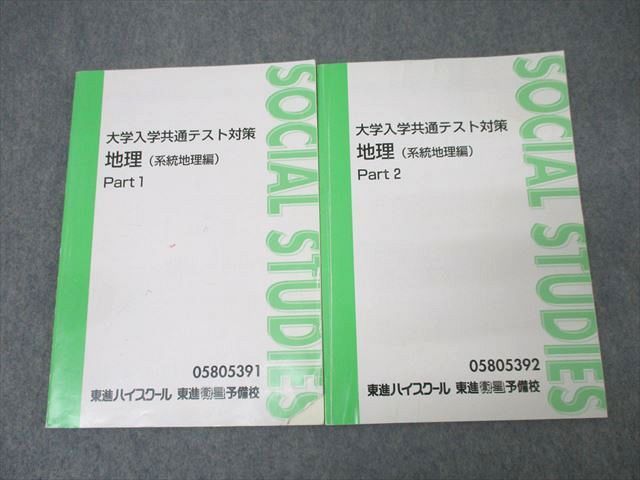 大学入学共通テスト対策
地理（系統地理編）
Part 1
SOCIAL STUDIES
05805391
東進ハイスクール 東進衛星予備校
大学入学共通テスト対策
地理（系統地理編）
Part 2
SOCIAL STUDIES
05805392
東進ハイスクール 東進衛星予備校